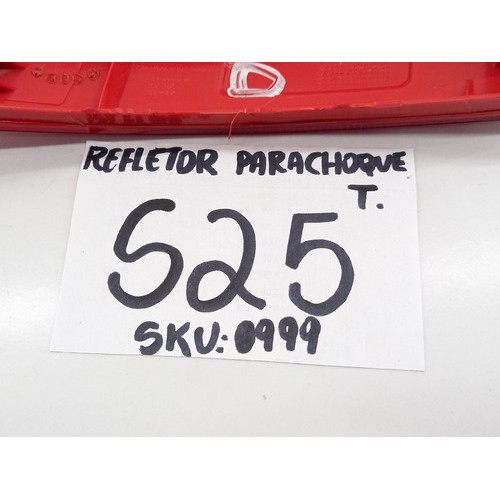 REFLETOR PARACHOQUE
T.
S25
SKU: 0999